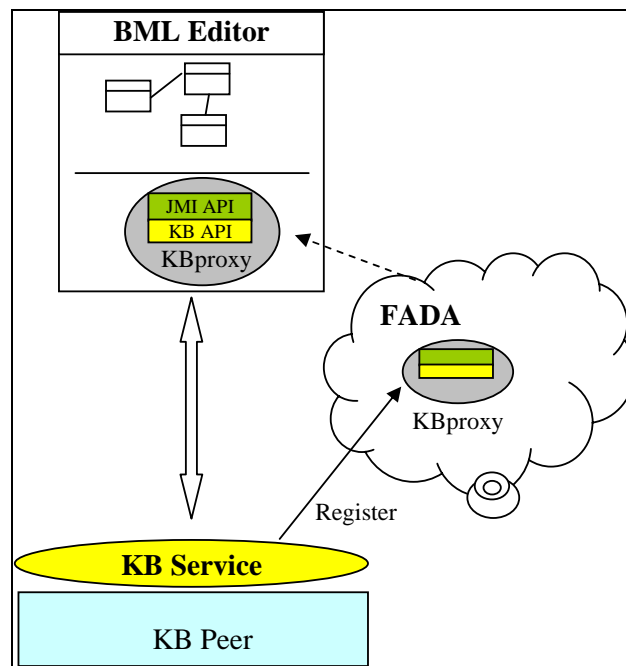 BML Editor
JMI API
KB API
KBproxy
FADA
KBproxy
Register
KB Service
KB Peer